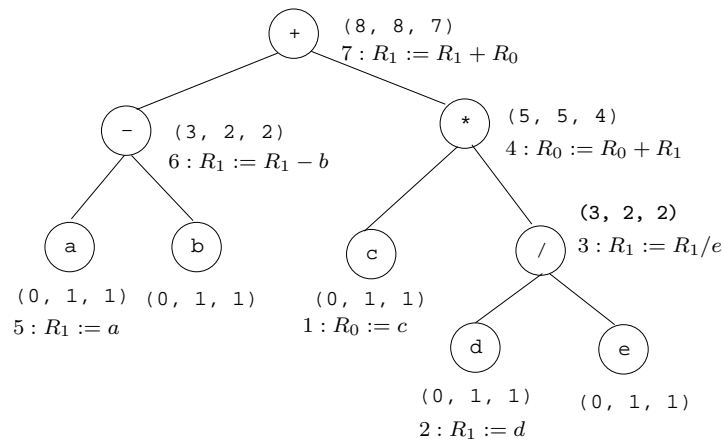 +
(8, 8, 7)
7 : R₁ := R₁ + R₀
-
(3, 2, 2)
6 : R₁ := R₁ − b
*
(5, 5, 4)
4 : R₀ := R₀ + R₁
a
b
c
/
(3, 2, 2)
3 : R₁ := R₁/e
(0, 1, 1)
(0, 1, 1)
(0, 1, 1)
5 : R₁ := a
1 : R₀ := c
d
e
(0, 1, 1)
(0, 1, 1)
2 : R₁ := d